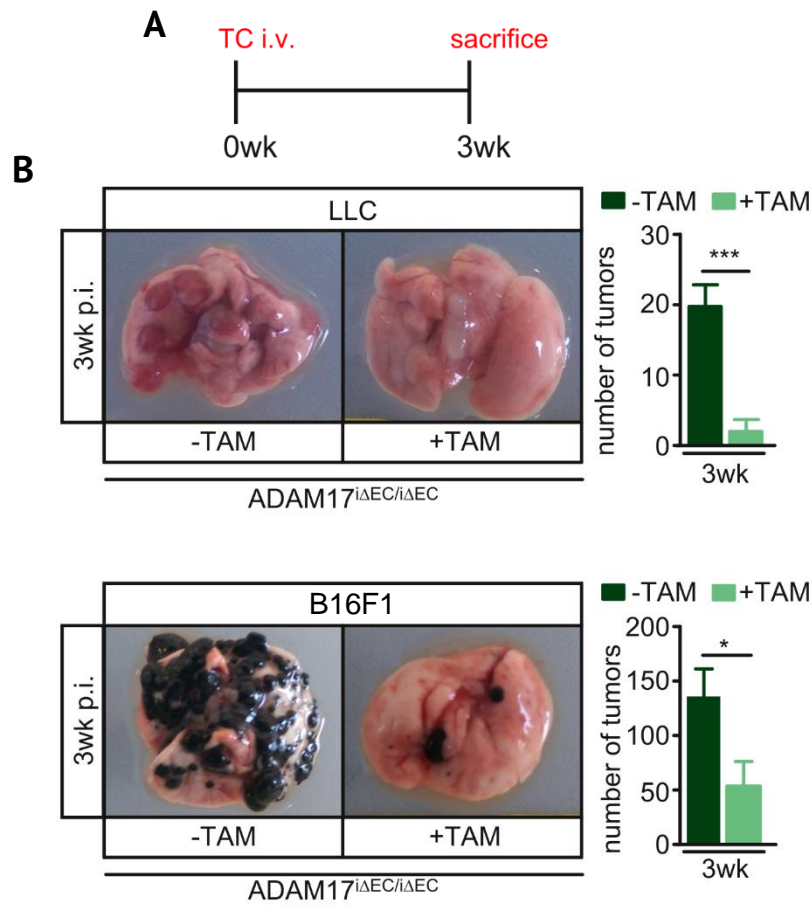 A
TC i.v. sacrifice
0wk 3wk
B
LLC
3wk p.i.
-TAM +TAM
ADAM17iΔEC/iΔEC
-TAM +TAM
number of tumors
30
20
10
0
***
3wk
B16F1
3wk p.i.
-TAM +TAM
ADAM17iΔEC/iΔEC
-TAM +TAM
number of tumors
200
150
100
50
0
*
3wk